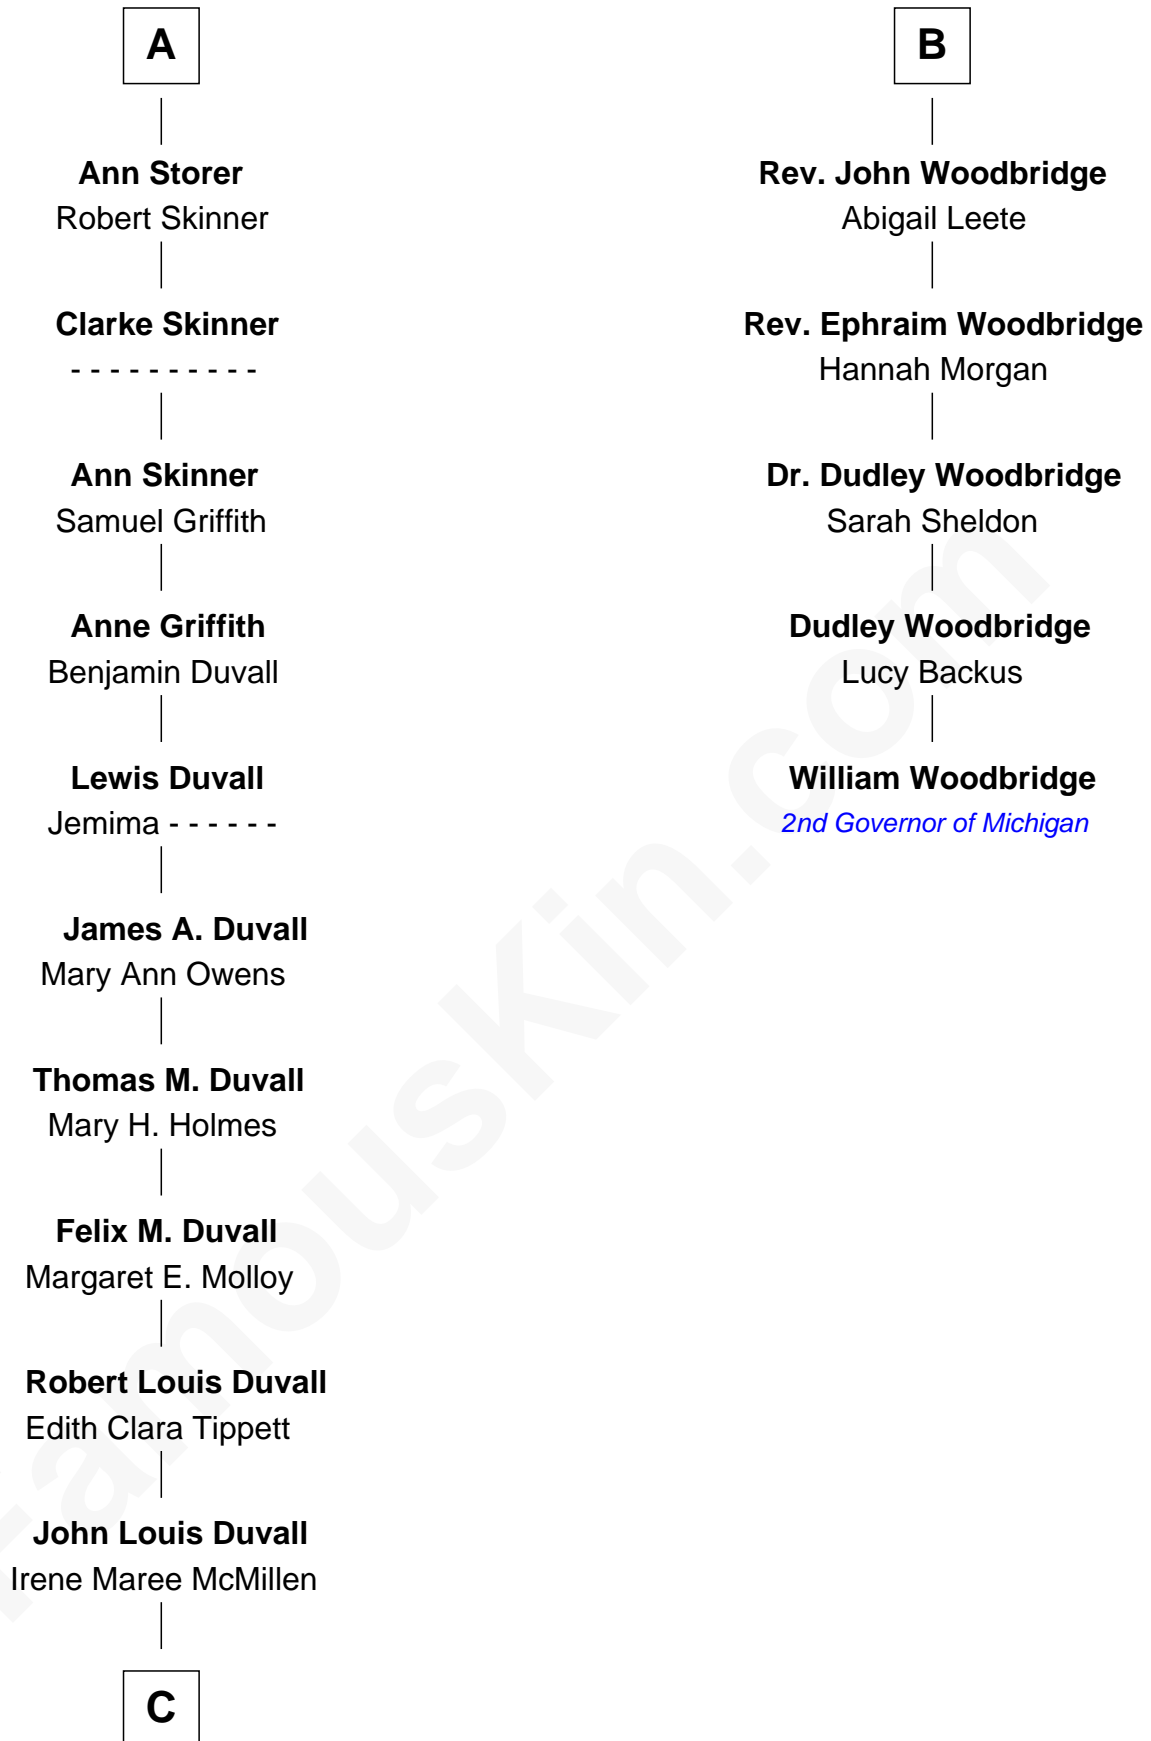 A
Ann Storer
Robert Skinner
Clarke Skinner
- - - - - - - - - -
Ann Skinner
Samuel Griffith
Anne Griffith
Benjamin Duvall
Lewis Duvall
Jemima - - - - - -
James A. Duvall
Mary Ann Owens
Thomas M. Duvall
Mary H. Holmes
Felix M. Duvall
Margaret E. Molloy
Robert Louis Duvall
Edith Clara Tippett
John Louis Duvall
Irene Maree McMillen
C
B
Rev. John Woodbridge
Abigail Leete
Rev. Ephraim Woodbridge
Hannah Morgan
Dr. Dudley Woodbridge
Sarah Sheldon
Dudley Woodbridge
Lucy Backus
William Woodbridge
2nd Governor of Michigan
FamousKin.com